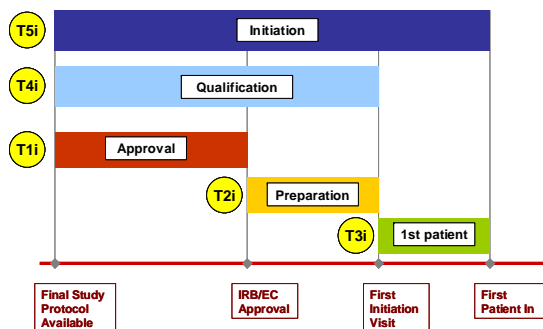 T5i
Initiation
T4i
Qualification
T1i
Approval
T2i
Preparation
T3i
1st patient
Final Study
Protocol
Available
IRB/EC
Approval
First
Initiation
Visit
First
Patient In